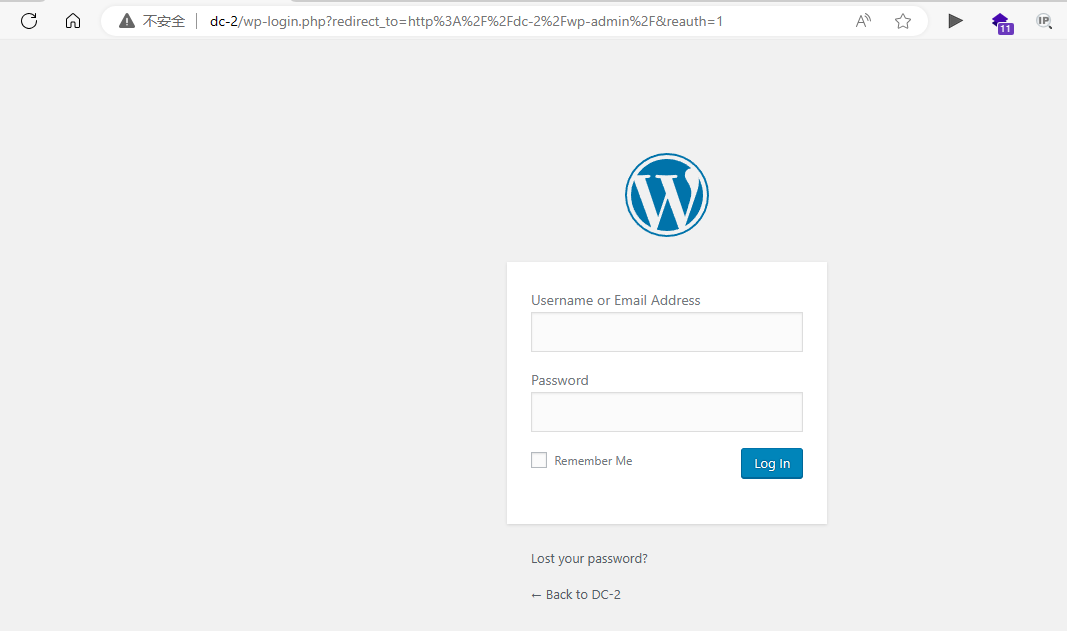 不安全 dc-2/wp-login.php?redirect_to=http%3A%2F%2Fdc-2%2Fwp-admin%2F&reauth=1
11
IP
Username or Email Address
Password
Remember Me
Log In
Lost your password?
← Back to DC-2